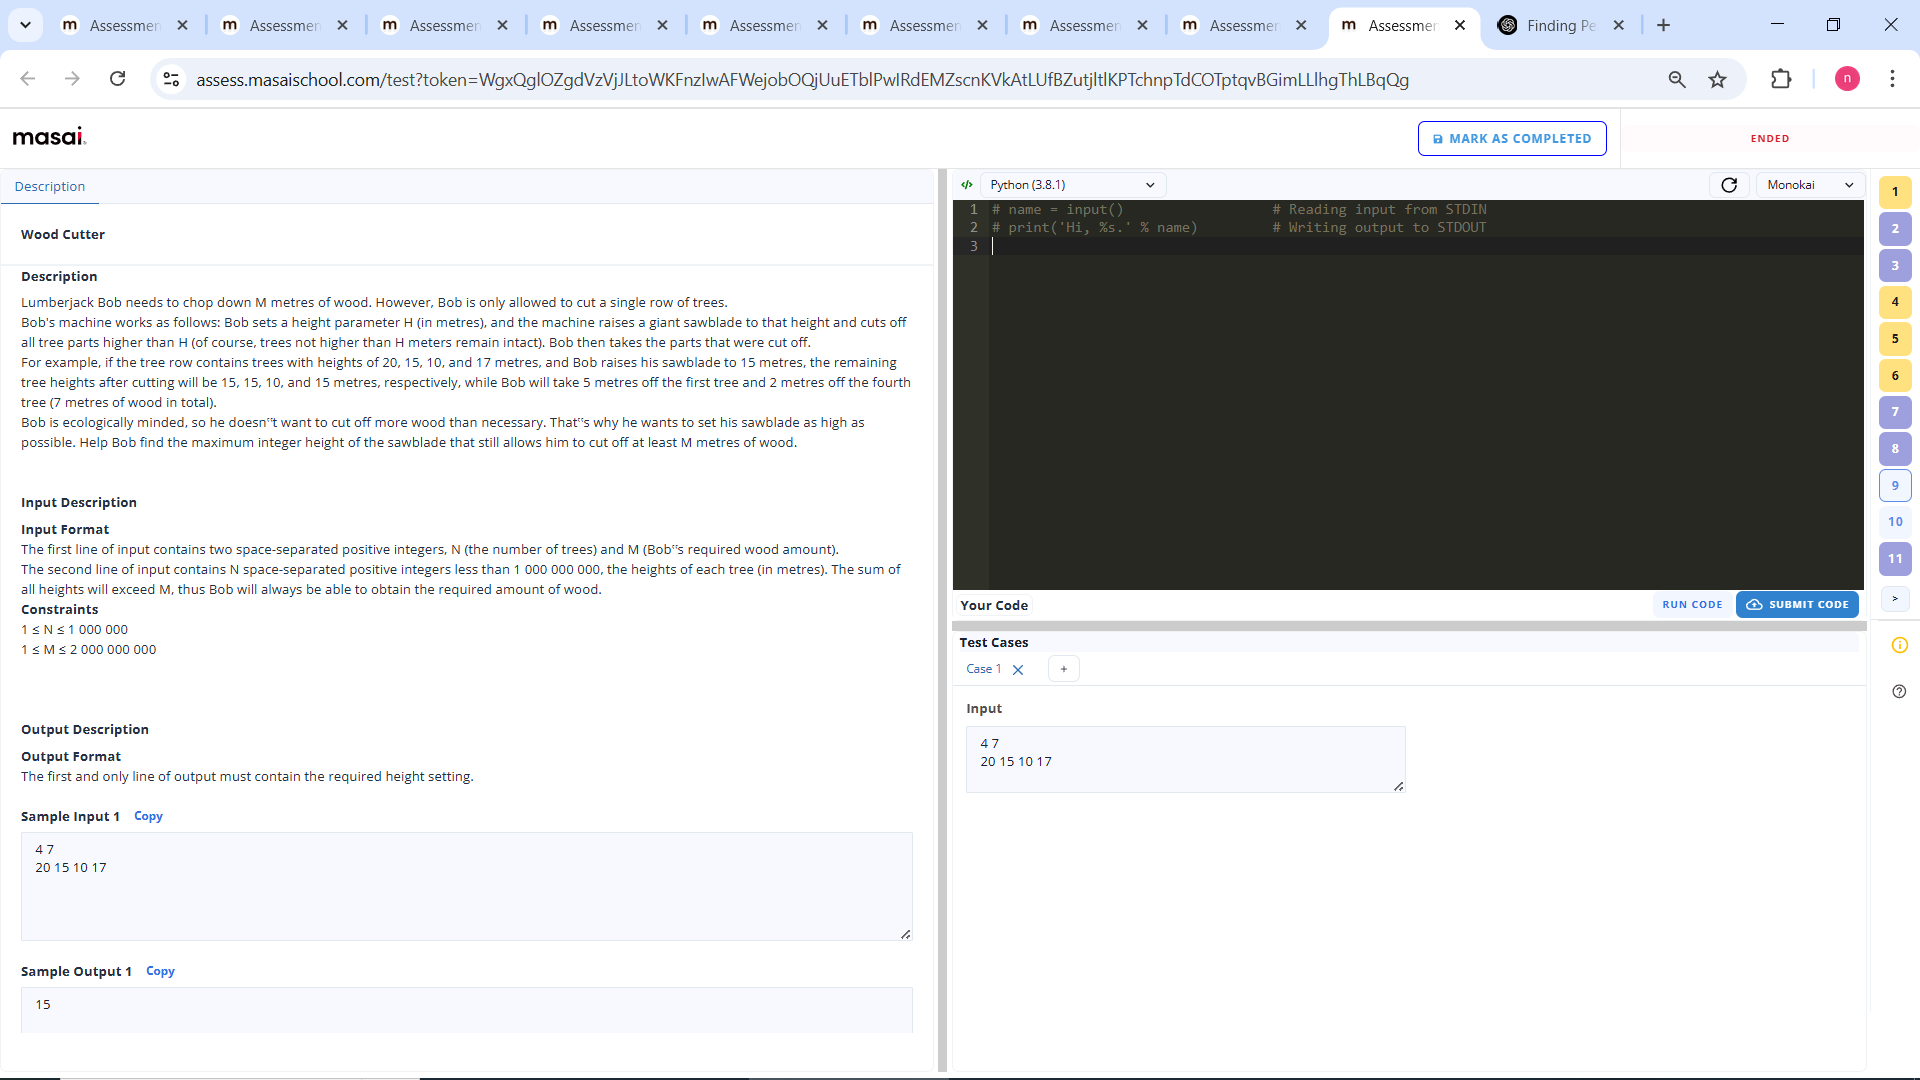 Assessmen
Assessmen
Assessmen
Assessmen
Assessmen
Assessmen
Assessmen
Assessmen
Assessmen
Finding Pe
assess.masaischool.com/test?token=WgxQglOZgdVzVjJLtoWKFnzIwAFWejobOQjUuETblPwIRdEMZscnKVkAtLUfBZutjltlKPTchnpTdCOTptqvBGimLLlhgThLBqQg
n
masai.
MARK AS COMPLETED
ENDED
Description
Wood Cutter
Description
Lumberjack Bob needs to chop down M metres of wood. However, Bob is only allowed to cut a single row of trees.
Bob's machine works as follows: Bob sets a height parameter H (in metres), and the machine raises a giant sawblade to that height and cuts off
all tree parts higher than H (of course, trees not higher than H meters remain intact). Bob then takes the parts that were cut off.
For example, if the tree row contains trees with heights of 20, 15, 10, and 17 metres, and Bob raises his sawblade to 15 metres, the remaining
tree heights after cutting will be 15, 15, 10, and 15 metres, respectively, while Bob will take 5 metres off the first tree and 2 metres off the fourth
tree (7 metres of wood in total).
Bob is ecologically minded, so he doesn‟t want to cut off more wood than necessary. That‟s why he wants to set his sawblade as high as
possible. Help Bob find the maximum integer height of the sawblade that still allows him to cut off at least M metres of wood.
Input Description
Input Format
The first line of input contains two space-separated positive integers, N (the number of trees) and M (Bob‟s required wood amount).
The second line of input contains N space-separated positive integers less than 1 000 000 000, the heights of each tree (in metres). The sum of
all heights will exceed M, thus Bob will always be able to obtain the required amount of wood.
Constraints
1 ≤ N ≤ 1 000 000
1 ≤ M ≤ 2 000 000 000
Output Description
Output Format
The first and only line of output must contain the required height setting.
Sample Input 1 Copy
4 7
20 15 10 17
Sample Output 1 Copy
15
Python (3.8.1)
Monokai
1 # name = input() # Reading input from STDIN
2 # print('Hi, %s.' % name) # Writing output to STDOUT
3
Your Code
RUN CODE
SUBMIT CODE
Test Cases
Case 1
+
Input
4 7
20 15 10 17
1
2
3
4
5
6
7
8
9
10
11
>